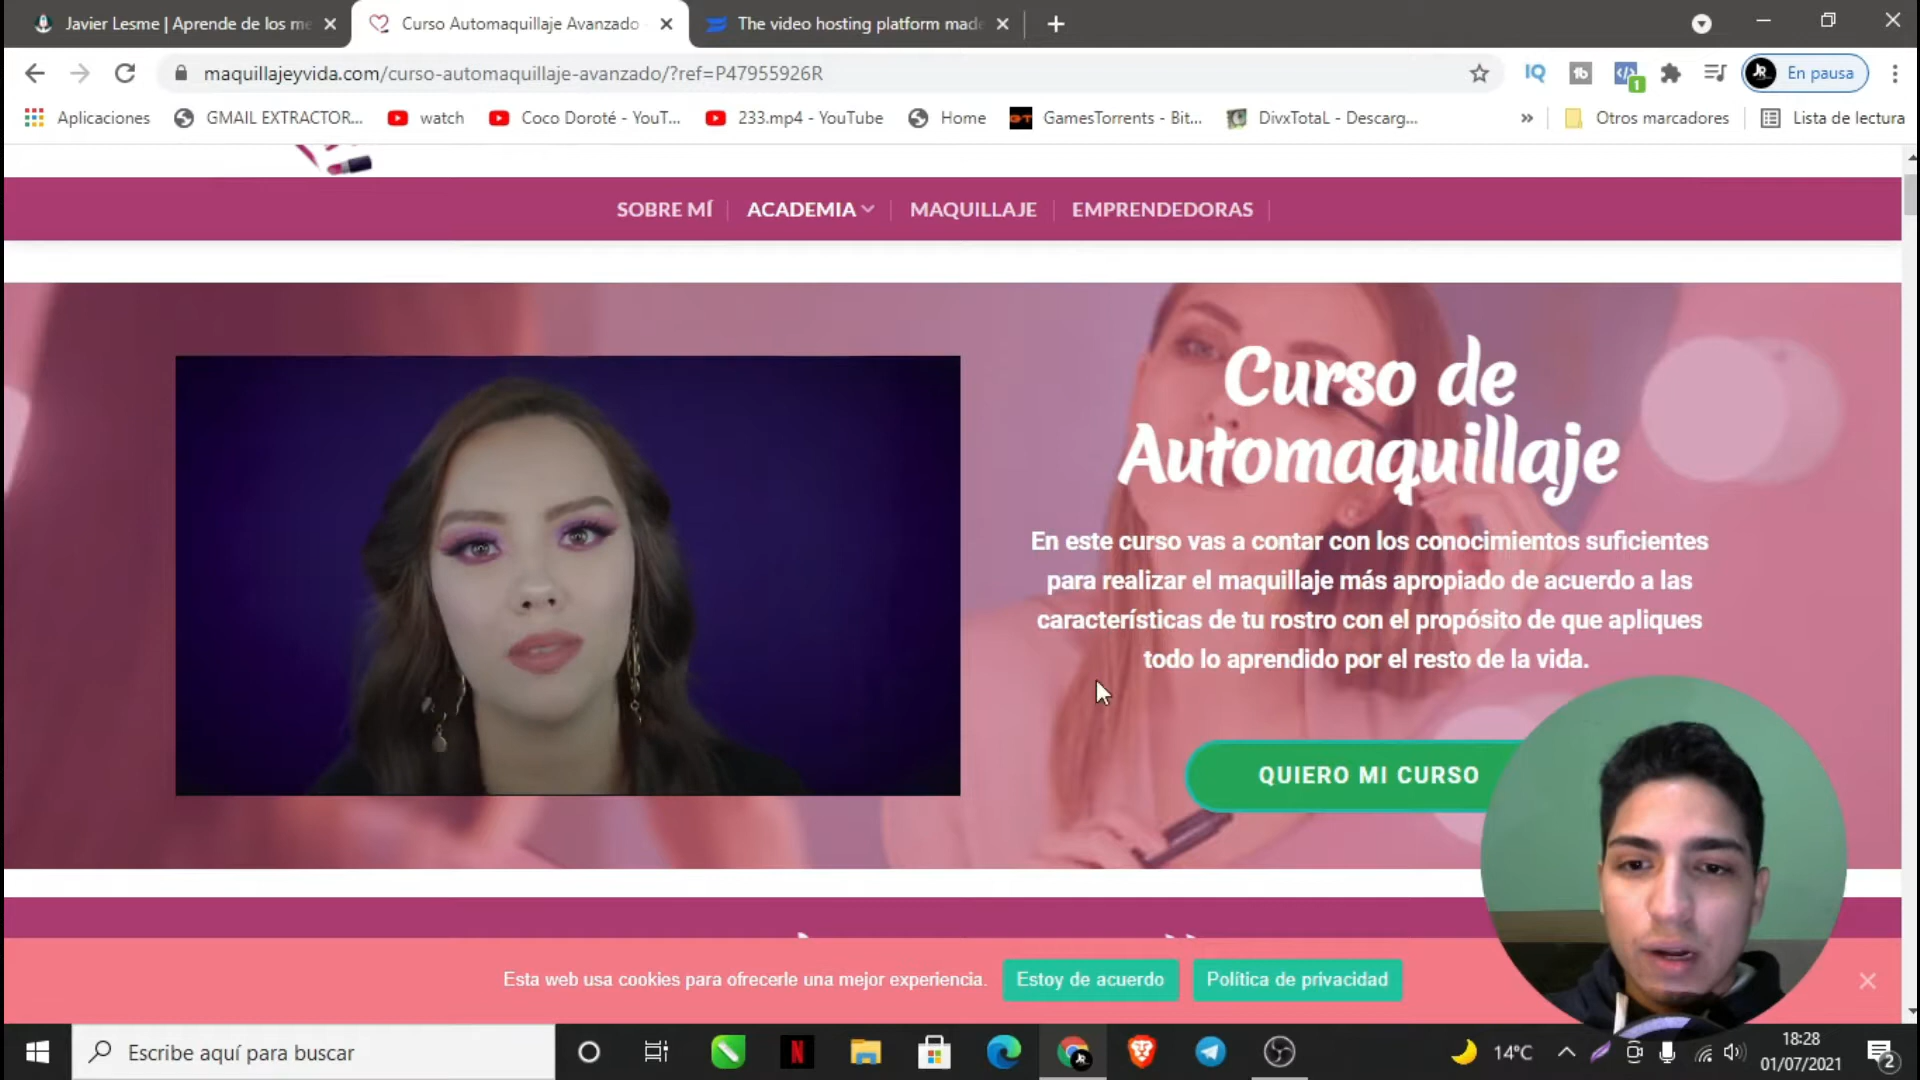 Javier Lesme | Aprende de los me
Curso Automaquillaje Avanzado
The video hosting platform made
maquillajeyvida.com/curso-automaquillaje-avanzado/?ref=P47955926R
IQ
tb
1
JR
En pausa
Aplicaciones
GMAIL EXTRACTOR...
watch
Coco Doroté - YouT...
233.mp4 - YouTube
Home
GT
GamesTorrents - Bit...
DivxTotaL - Descarg...
»
Otros marcadores
Lista de lectura
SOBRE MÍ
ACADEMIA
MAQUILLAJE
EMPRENDEDORAS
Curso de
Automaquillaje
En este curso vas a contar con los conocimientos suficientes
para realizar el maquillaje más apropiado de acuerdo a las
características de tu rostro con el propósito de que apliques
todo lo aprendido por el resto de la vida.
QUIERO MI CURSO
Esta web usa cookies para ofrecerle una mejor experiencia.
Estoy de acuerdo
Política de privacidad
Escribe aquí para buscar
N
14°C
18:28
01/07/2021
2